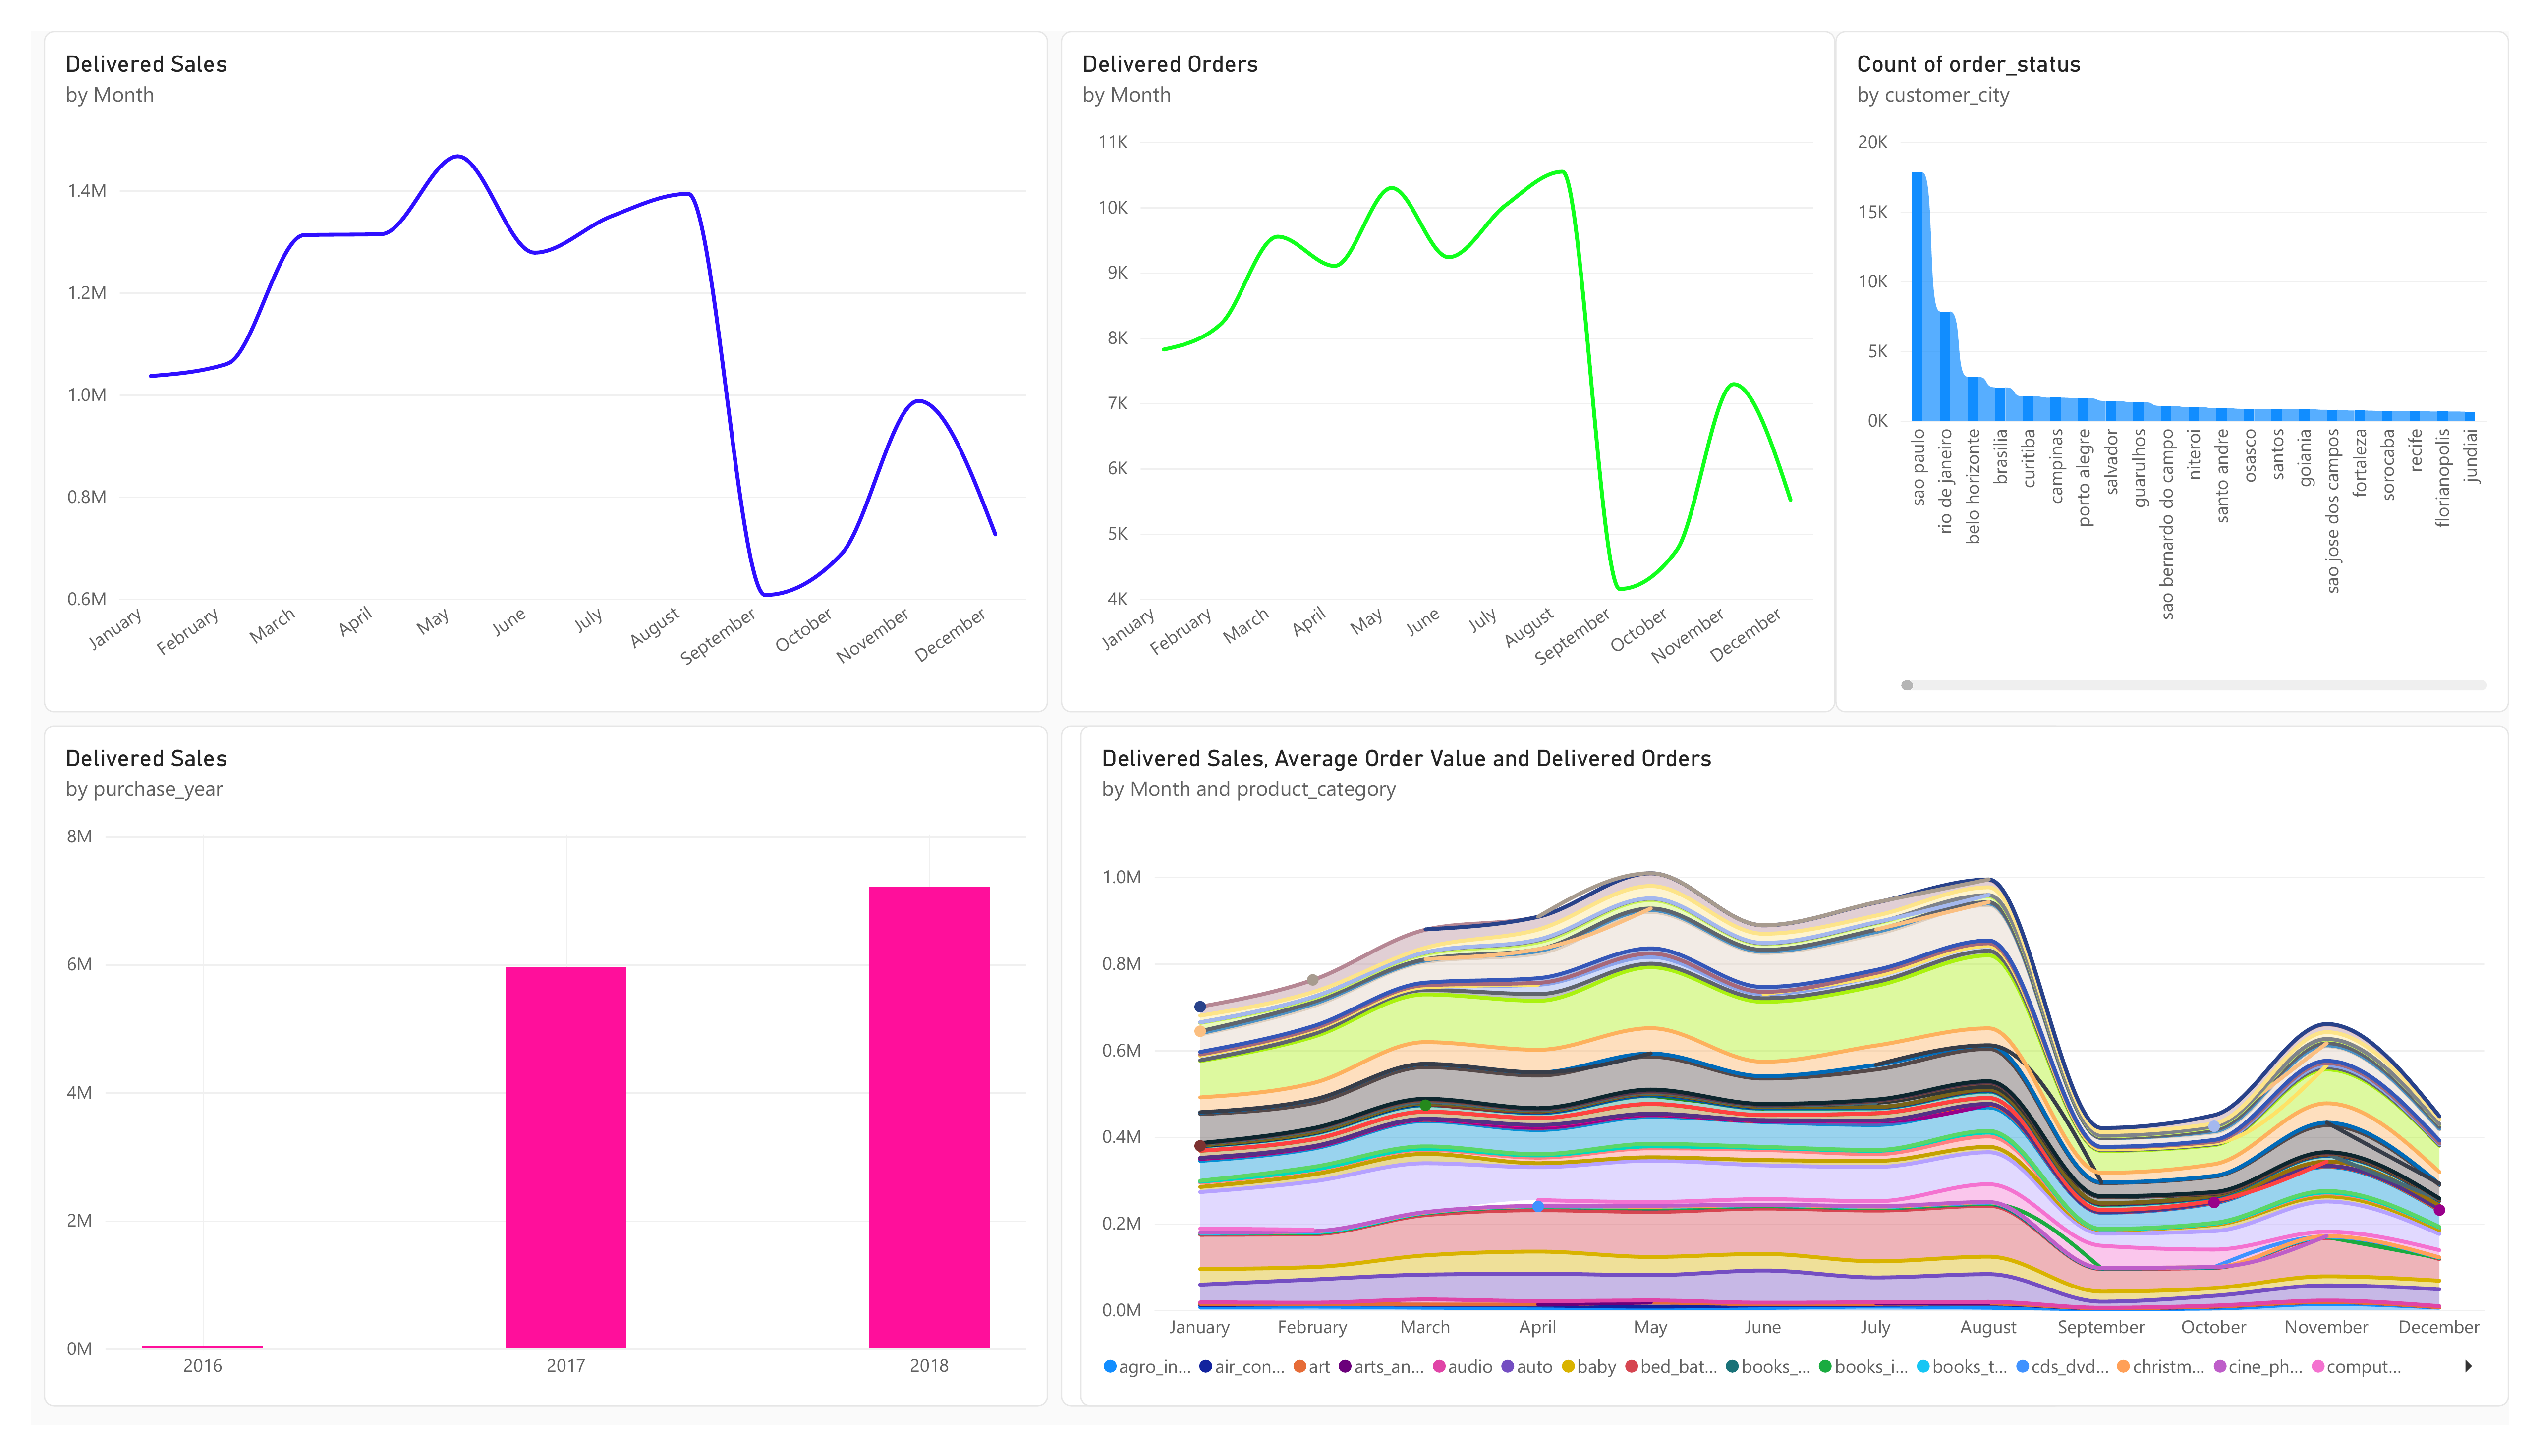 Delivered Sales
by Month
1.4M
1.2M
1.0M
0.8M
0.6M
January February March April May June July August September October November December
Delivered Orders
by Month
11K
10K
9K
8K
7K
6K
5K
4K
January February March April May June July August September October November December
Count of order_status
by customer_city
20K
15K
10K
5K
0K
sao paulo
rio de janeiro
belo horizonte
brasilia
curitiba
campinas
porto alegre
salvador
guarulhos
sao bernardo do campo
niteroi
santo andre
osasco
santos
goiania
sao jose dos campos
fortaleza
sorocaba
recife
florianopolis
jundiai
Delivered Sales
by purchase_year
8M
6M
4M
2M
0M
2016 2017 2018
Delivered Sales, Average Order Value and Delivered Orders
by Month and product_category
1.0M
0.8M
0.6M
0.4M
0.2M
0.0M
January February March April May June July August September October November December
agro_in... air_con... art arts_an... audio auto baby bed_bat... books_... books_i... books_t... cds_dvd... christm... cine_ph... comput...